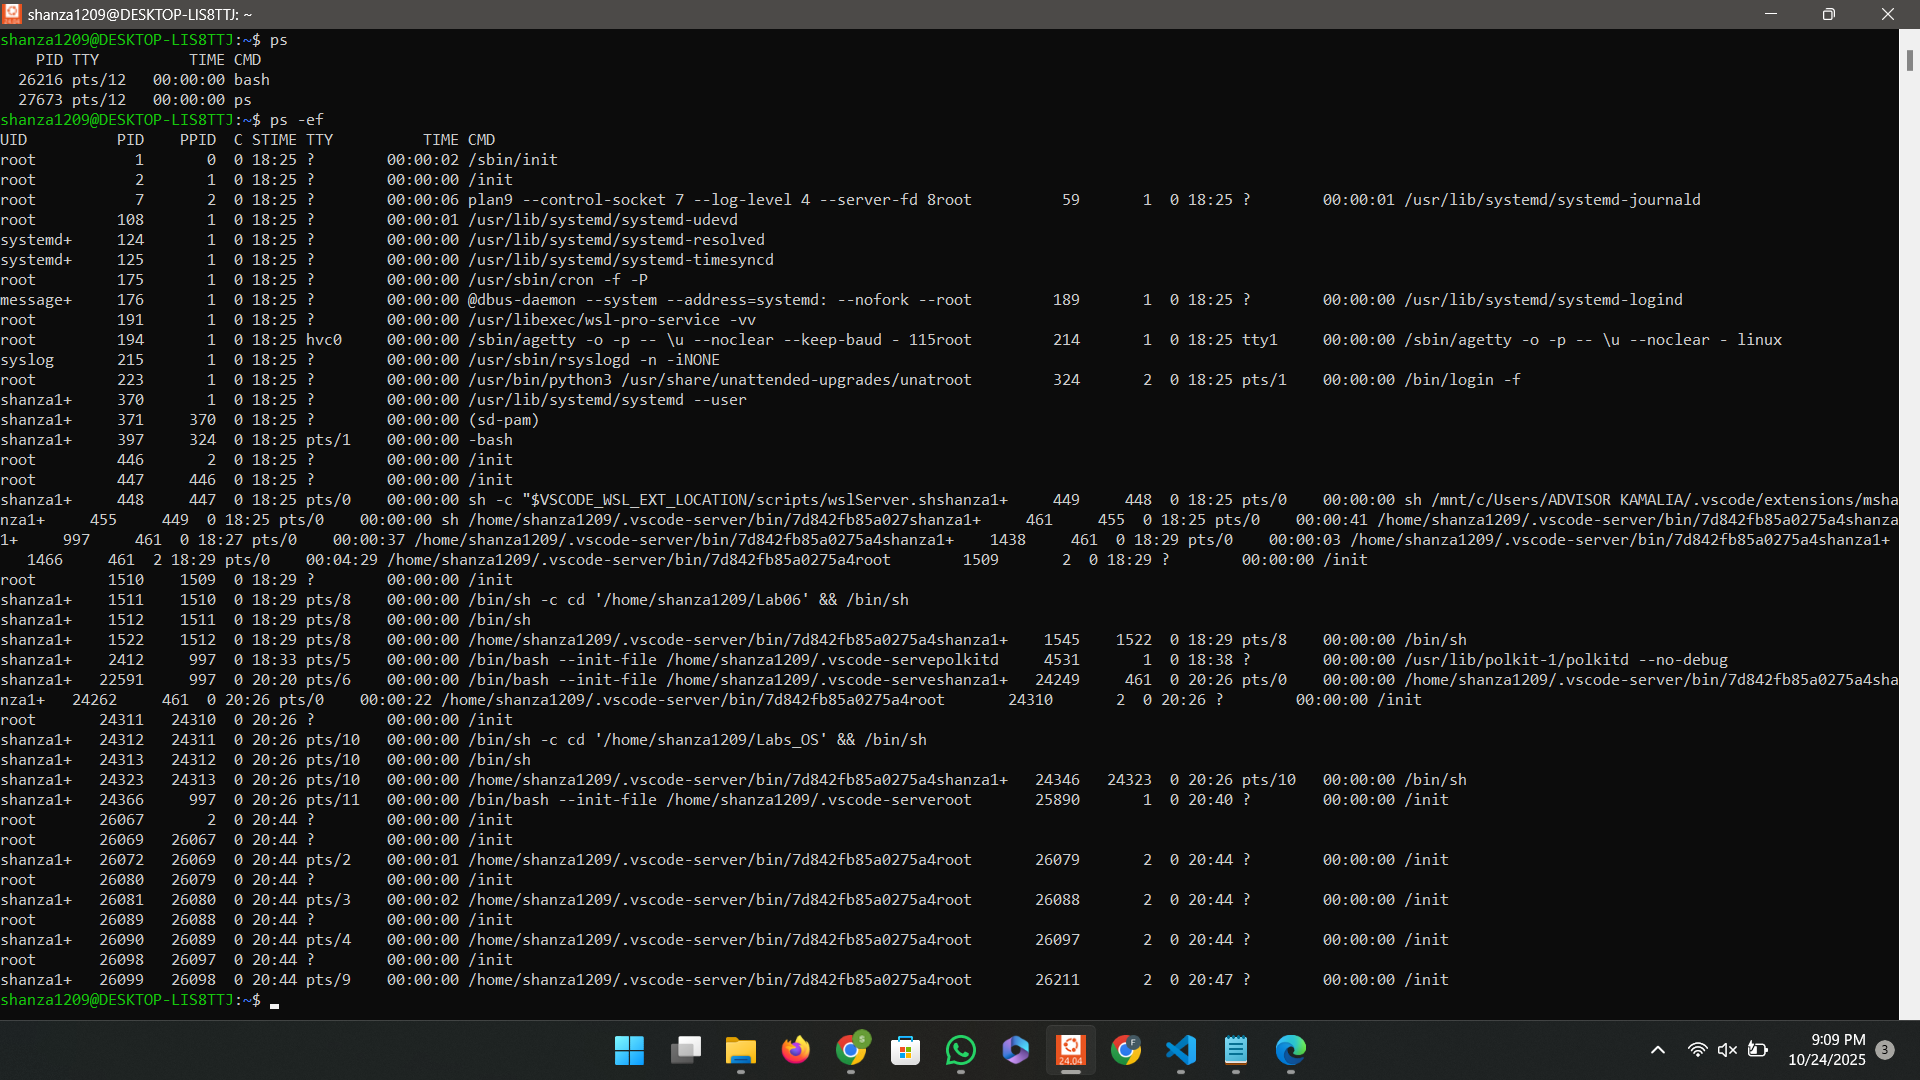 shanza1209@DESKTOP-LIS8TTJ: ~
shanza1209@DESKTOP-LIS8TTJ:~$ ps
    PID TTY          TIME CMD
  26216 pts/12   00:00:00 bash
  27673 pts/12   00:00:00 ps
shanza1209@DESKTOP-LIS8TTJ:~$ ps -ef
UID          PID    PPID  C STIME TTY          TIME CMD
root           1       0  0 18:25 ?        00:00:02 /sbin/init
root           2       1  0 18:25 ?        00:00:00 /init
root           7       2  0 18:25 ?        00:00:06 plan9 --control-socket 7 --log-level 4 --server-fd 8root          59       1  0 18:25 ?        00:00:01 /usr/lib/systemd/systemd-journald
root         108       1  0 18:25 ?        00:00:01 /usr/lib/systemd/systemd-udevd
systemd+     124       1  0 18:25 ?        00:00:00 /usr/lib/systemd/systemd-resolved
systemd+     125       1  0 18:25 ?        00:00:00 /usr/lib/systemd/systemd-timesyncd
root         175       1  0 18:25 ?        00:00:00 /usr/sbin/cron -f -P
message+     176       1  0 18:25 ?        00:00:00 @dbus-daemon --system --address=systemd: --nofork --root         189       1  0 18:25 ?        00:00:00 /usr/lib/systemd/systemd-logind
root         191       1  0 18:25 ?        00:00:00 /usr/libexec/wsl-pro-service -vv
root         194       1  0 18:25 hvc0     00:00:00 /sbin/agetty -o -p -- \u --noclear --keep-baud - 115root         214       1  0 18:25 tty1     00:00:00 /sbin/agetty -o -p -- \u --noclear - linux
syslog       215       1  0 18:25 ?        00:00:00 /usr/sbin/rsyslogd -n -iNONE
root         223       1  0 18:25 ?        00:00:00 /usr/bin/python3 /usr/share/unattended-upgrades/unatroot         324       2  0 18:25 pts/1    00:00:00 /bin/login -f
shanza1+     370       1  0 18:25 ?        00:00:00 /usr/lib/systemd/systemd --user
shanza1+     371     370  0 18:25 ?        00:00:00 (sd-pam)
shanza1+     397     324  0 18:25 pts/1    00:00:00 -bash
root         446       2  0 18:25 ?        00:00:00 /init
root         447     446  0 18:25 ?        00:00:00 /init
shanza1+     448     447  0 18:25 pts/0    00:00:00 sh -c "$VSCODE_WSL_EXT_LOCATION/scripts/wslServer.shshanza1+     449     448  0 18:25 pts/0    00:00:00 sh /mnt/c/Users/ADVISOR KAMALIA/.vscode/extensions/msha
nza1+     455     449  0 18:25 pts/0    00:00:00 sh /home/shanza1209/.vscode-server/bin/7d842fb85a027shanza1+     461     455  0 18:25 pts/0    00:00:41 /home/shanza1209/.vscode-server/bin/7d842fb85a0275a4shanza
1+     997     461  0 18:27 pts/0    00:00:37 /home/shanza1209/.vscode-server/bin/7d842fb85a0275a4shanza1+    1438     461  0 18:29 pts/0    00:00:03 /home/shanza1209/.vscode-server/bin/7d842fb85a0275a4shanza1+
   1466     461  2 18:29 pts/0    00:04:29 /home/shanza1209/.vscode-server/bin/7d842fb85a0275a4root        1509       2  0 18:29 ?        00:00:00 /init
root        1510    1509  0 18:29 ?        00:00:00 /init
shanza1+    1511    1510  0 18:29 pts/8    00:00:00 /bin/sh -c cd '/home/shanza1209/Lab06' && /bin/sh
shanza1+    1512    1511  0 18:29 pts/8    00:00:00 /bin/sh
shanza1+    1522    1512  0 18:29 pts/8    00:00:00 /home/shanza1209/.vscode-server/bin/7d842fb85a0275a4shanza1+    1545    1522  0 18:29 pts/8    00:00:00 /bin/sh
shanza1+    2412     997  0 18:33 pts/5    00:00:00 /bin/bash --init-file /home/shanza1209/.vscode-servepolkitd     4531       1  0 18:38 ?        00:00:00 /usr/lib/polkit-1/polkitd --no-debug
shanza1+   22591     997  0 20:20 pts/6    00:00:00 /bin/bash --init-file /home/shanza1209/.vscode-serveshanza1+   24249     461  0 20:26 pts/0    00:00:00 /home/shanza1209/.vscode-server/bin/7d842fb85a0275a4sha
nza1+   24262     461  0 20:26 pts/0    00:00:22 /home/shanza1209/.vscode-server/bin/7d842fb85a0275a4root       24310       2  0 20:26 ?        00:00:00 /init
root       24311   24310  0 20:26 ?        00:00:00 /init
shanza1+   24312   24311  0 20:26 pts/10   00:00:00 /bin/sh -c cd '/home/shanza1209/Labs_OS' && /bin/sh
shanza1+   24313   24312  0 20:26 pts/10   00:00:00 /bin/sh
shanza1+   24323   24313  0 20:26 pts/10   00:00:00 /home/shanza1209/.vscode-server/bin/7d842fb85a0275a4shanza1+   24346   24323  0 20:26 pts/10   00:00:00 /bin/sh
shanza1+   24366     997  0 20:26 pts/11   00:00:00 /bin/bash --init-file /home/shanza1209/.vscode-serveroot       25890       1  0 20:40 ?        00:00:00 /init
root       26067       2  0 20:44 ?        00:00:00 /init
root       26069   26067  0 20:44 ?        00:00:00 /init
shanza1+   26072   26069  0 20:44 pts/2    00:00:01 /home/shanza1209/.vscode-server/bin/7d842fb85a0275a4root       26079       2  0 20:44 ?        00:00:00 /init
root       26080   26079  0 20:44 ?        00:00:00 /init
shanza1+   26081   26080  0 20:44 pts/3    00:00:02 /home/shanza1209/.vscode-server/bin/7d842fb85a0275a4root       26088       2  0 20:44 ?        00:00:00 /init
root       26089   26088  0 20:44 ?        00:00:00 /init
shanza1+   26090   26089  0 20:44 pts/4    00:00:00 /home/shanza1209/.vscode-server/bin/7d842fb85a0275a4root       26097       2  0 20:44 ?        00:00:00 /init
root       26098   26097  0 20:44 ?        00:00:00 /init
shanza1+   26099   26098  0 20:44 pts/9    00:00:00 /home/shanza1209/.vscode-server/bin/7d842fb85a0275a4root       26211       2  0 20:47 ?        00:00:00 /init
shanza1209@DESKTOP-LIS8TTJ:~$
S
24.04
F
9:09 PM
10/24/2025
3